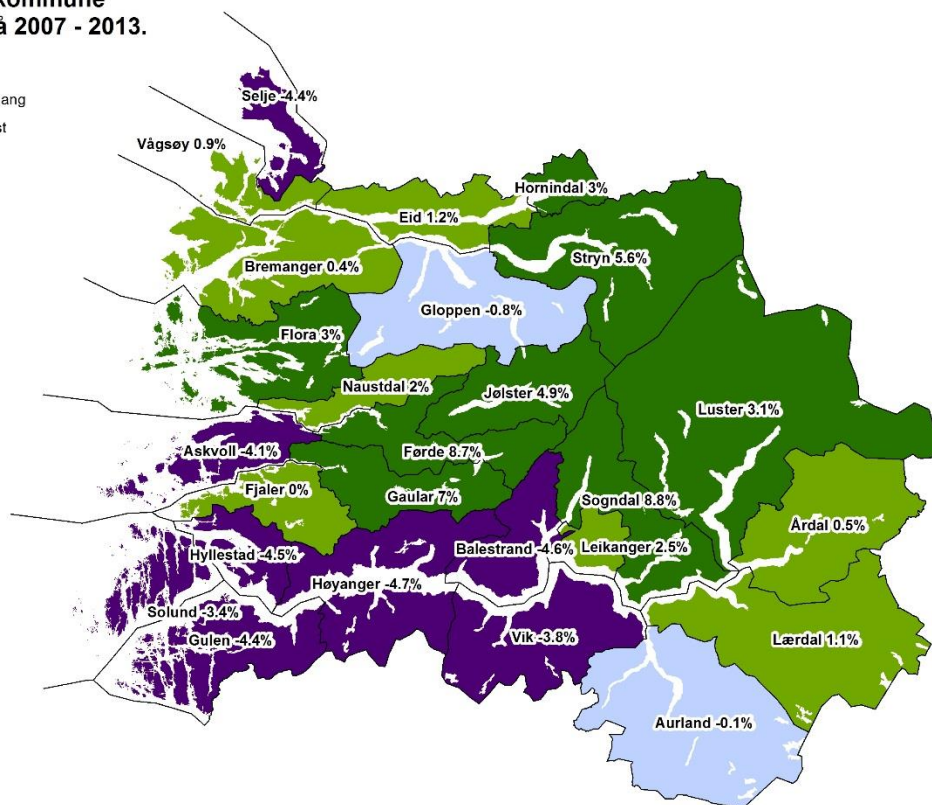 kommune
å 2007 - 2013.
ang
st
Selje -4.4%
Vågsøy 0.9%
Hornindal 3%
Eid 1.2%
Stryn 5.6%
Bremanger 0.4%
Gloppen -0.8%
Flora 3%
Naustdal 2%
Jølster 4.9%
Luster 3.1%
Askvoll -4.1%
Førde 8.7%
Fjaler 0%
Gaular 7%
Sogndal 8.8%
Årdal 0.5%
Hyllestad -4.5%
Balestrand -4.6%
Leikanger 2.5%
Høyanger -4.7%
Solund -3.4%
Gulen -4.4%
Vik -3.8%
Lærdal 1.1%
Aurland -0.1%